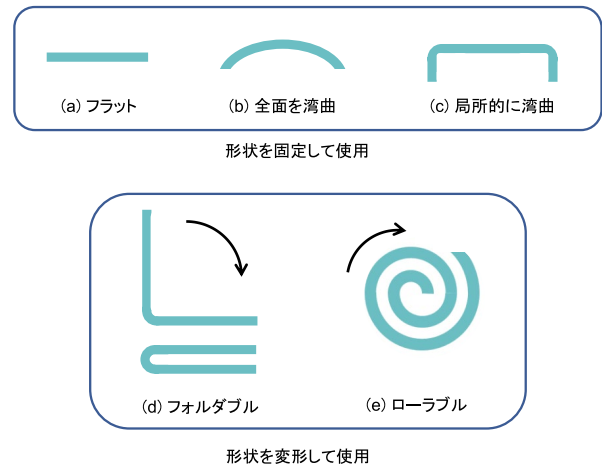 (a) フラット
(b) 全面を湾曲
(c) 局所的に湾曲
形状を固定して使用
(d) フォルダブル
(e) ローラブル
形状を変形して使用